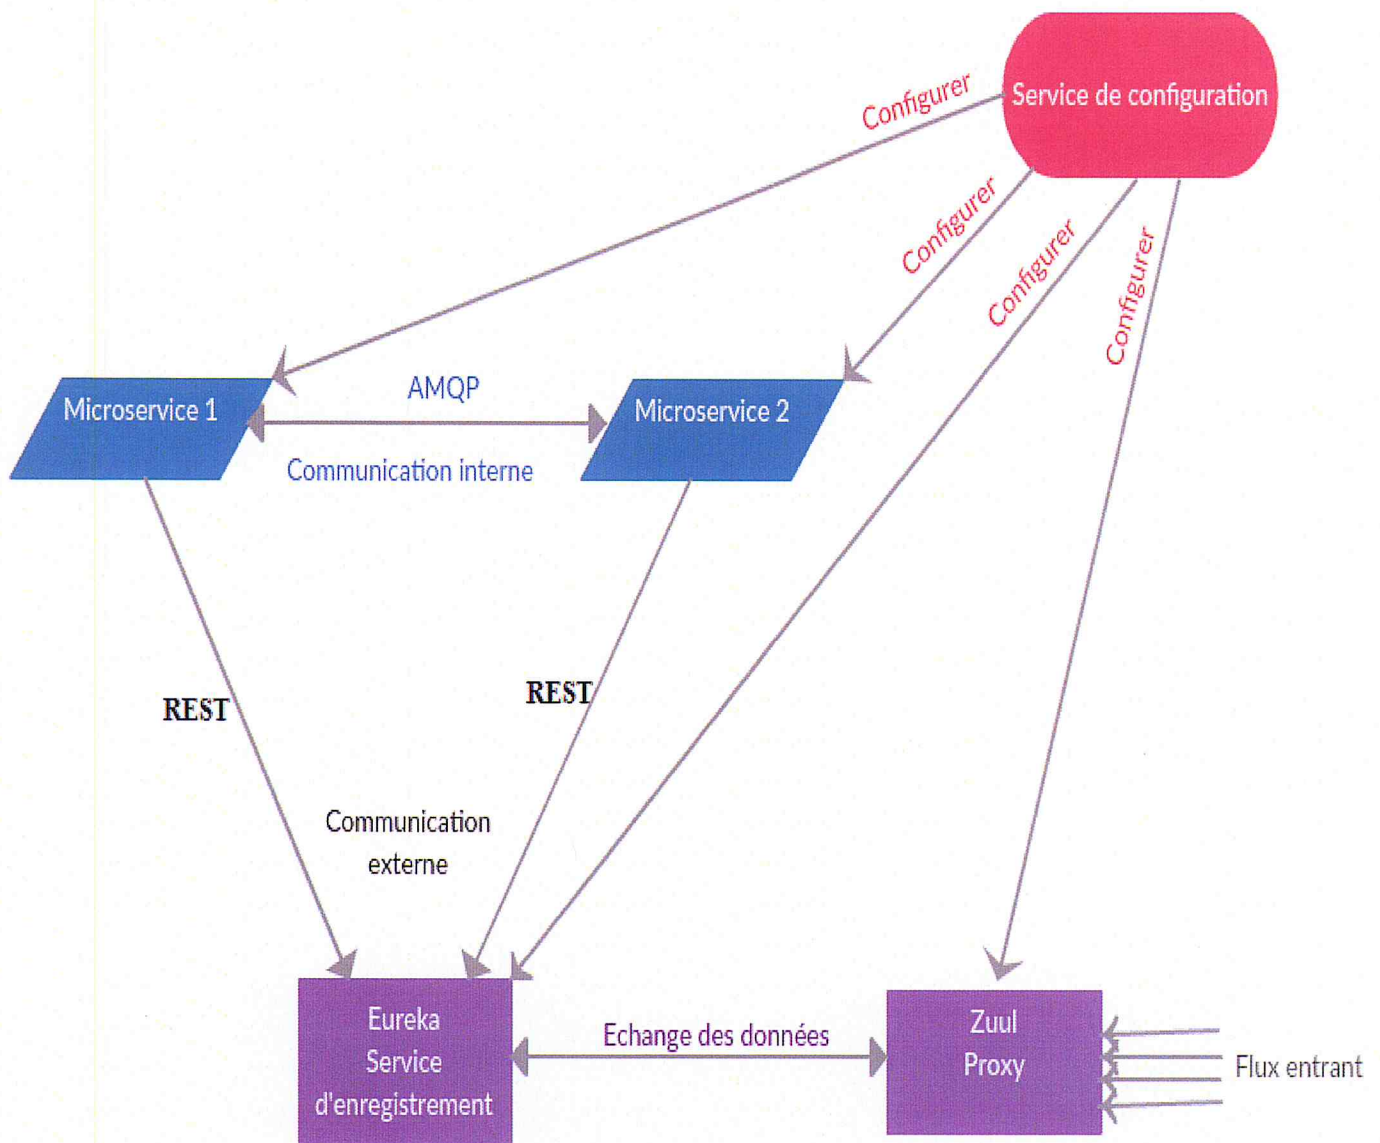 Service de configuration
Configurer
Configurer
Configurer
Configurer
Microservice 1
AMQP
Microservice 2
Communication interne
REST
REST
Communication
externe
Eureka
Service
d'enregistrement
Echange des données
Zuul
Proxy
Flux entrant